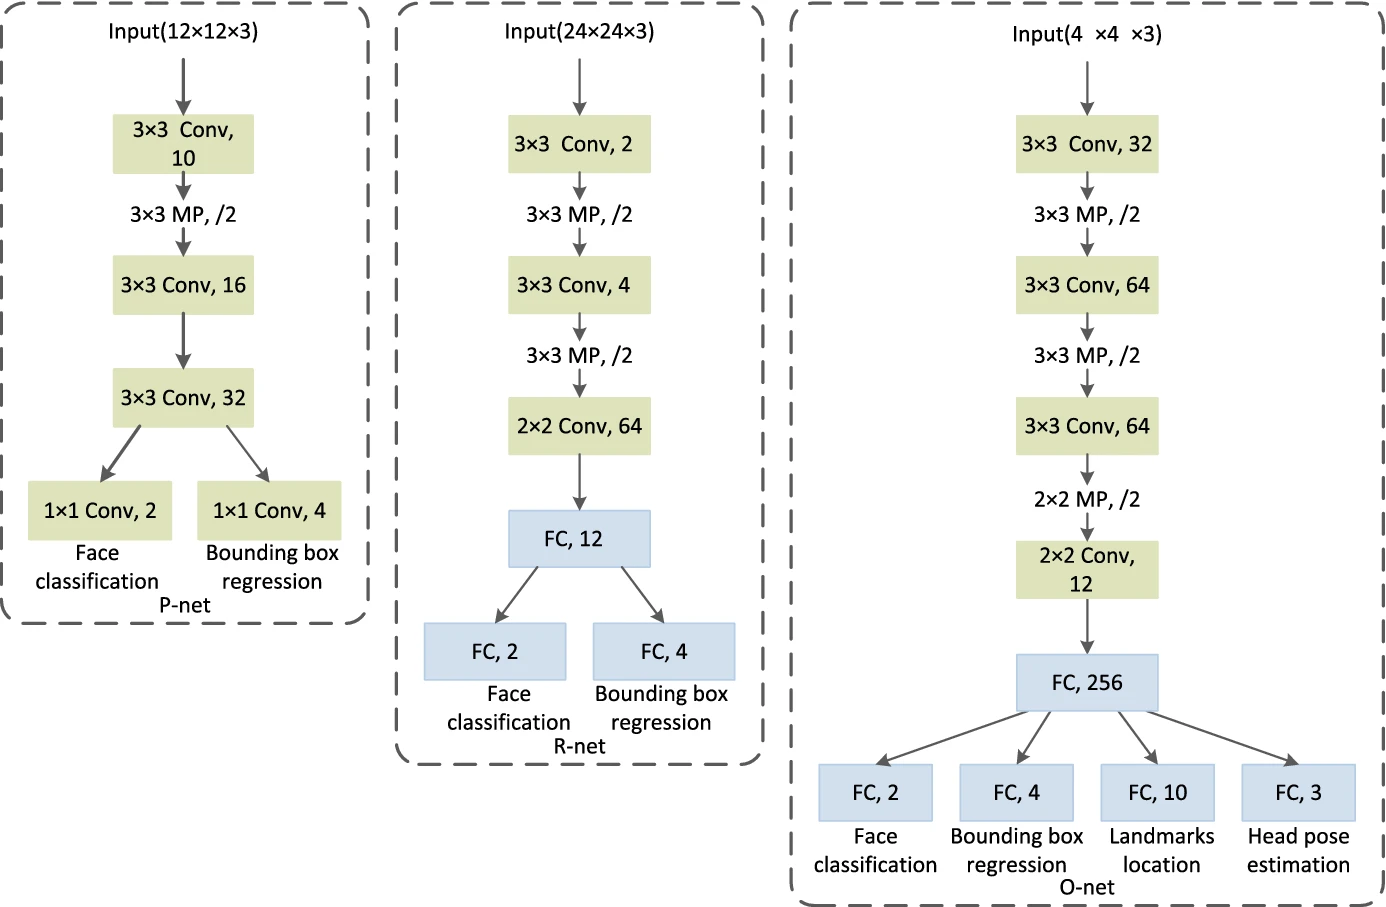 Input(12×12×3)
3×3 Conv,
10
3×3 MP, /2
3×3 Conv, 16
3×3 Conv, 32
1×1 Conv, 2
1×1 Conv, 4
Face
classification
Bounding box
regression
P-net
Input(24×24×3)
3×3 Conv, 2
3×3 MP, /2
3×3 Conv, 4
3×3 MP, /2
2×2 Conv, 64
FC, 12
FC, 2
FC, 4
Face
classification
Bounding box
regression
R-net
Input(4 ×4 ×3)
3×3 Conv, 32
3×3 MP, /2
3×3 Conv, 64
3×3 MP, /2
3×3 Conv, 64
2×2 MP, /2
2×2 Conv,
12
FC, 256
FC, 2
FC, 4
FC, 10
FC, 3
Face
classification
Bounding box
regression
Landmarks
location
Head pose
estimation
O-net